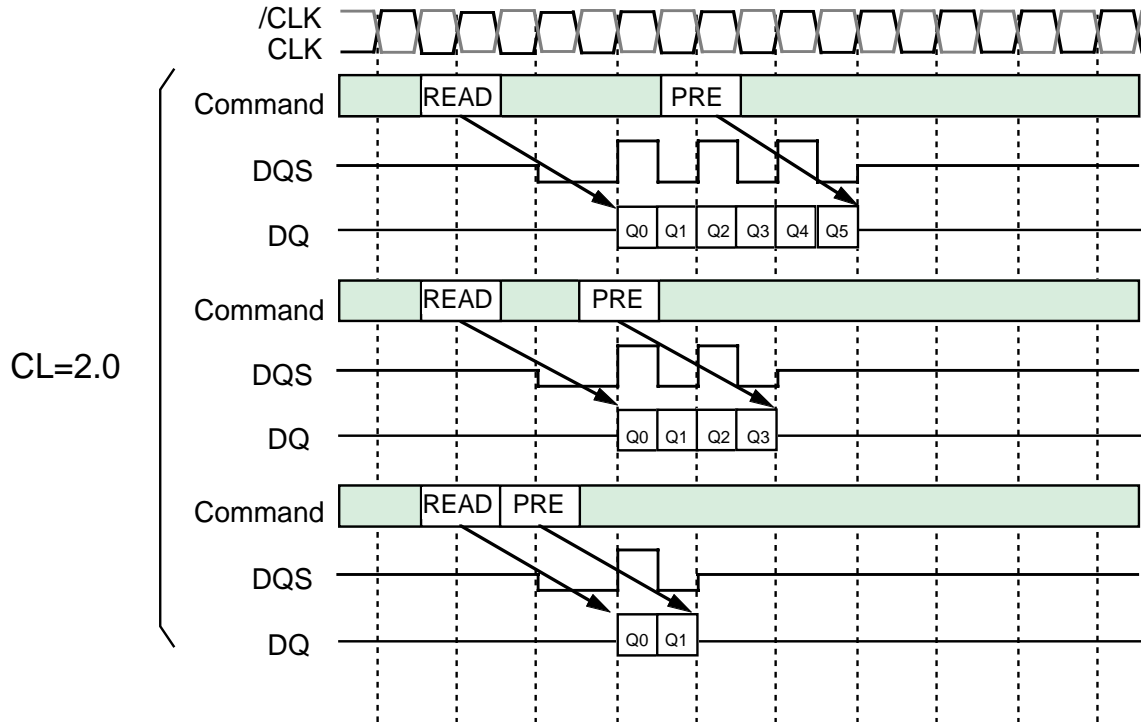 /CLK
CLK
Command READ PRE
DQS
DQ Q0 Q1 Q2 Q3 Q4 Q5
Command READ PRE
CL=2.0
DQS
DQ Q0 Q1 Q2 Q3
Command READ PRE
DQS
DQ Q0 Q1